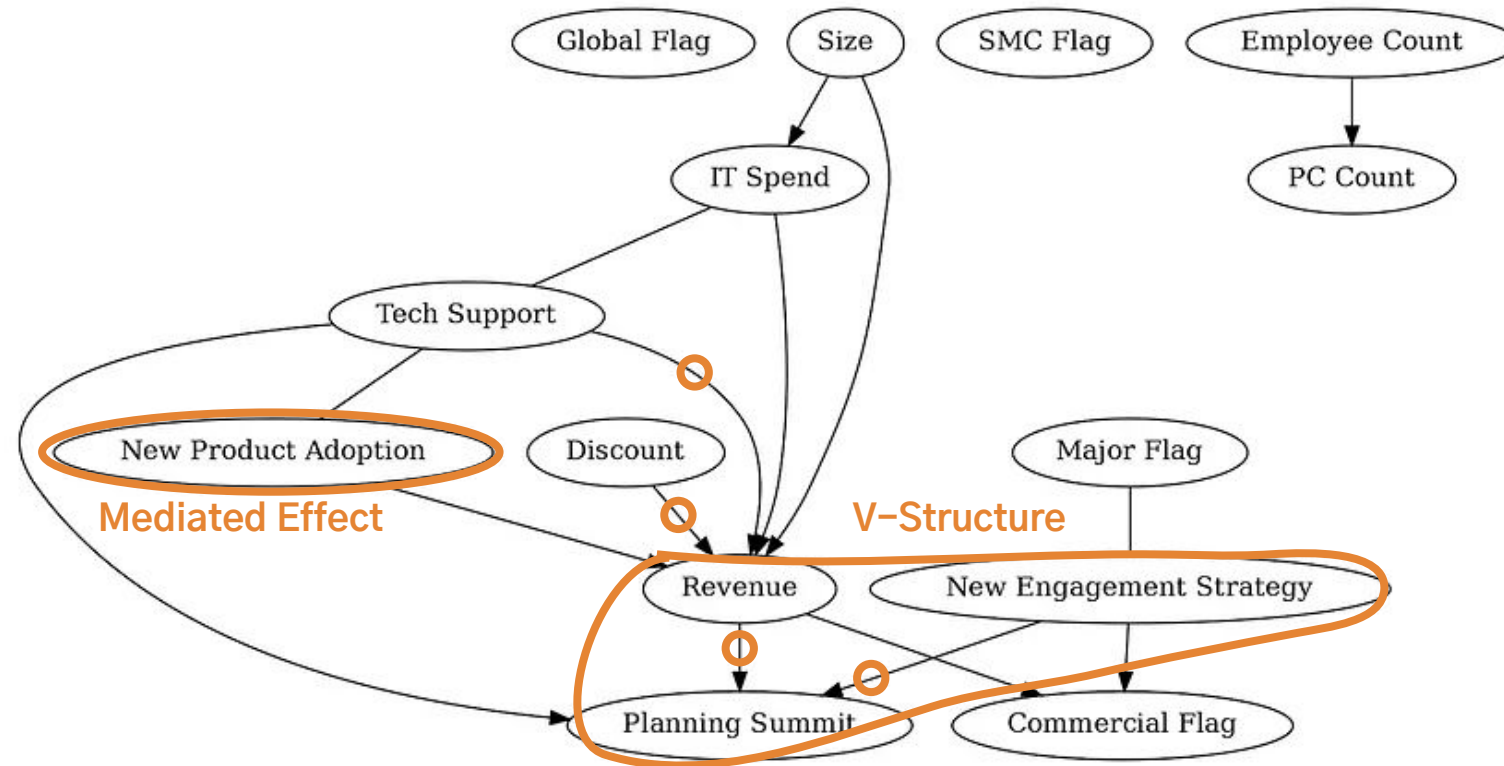 Global Flag
Size
SMC Flag
Employee Count
IT Spend
PC Count
Tech Support
New Product Adoption
Discount
Major Flag
Mediated Effect
V-Structure
Revenue
New Engagement Strategy
Planning Summit
Commercial Flag